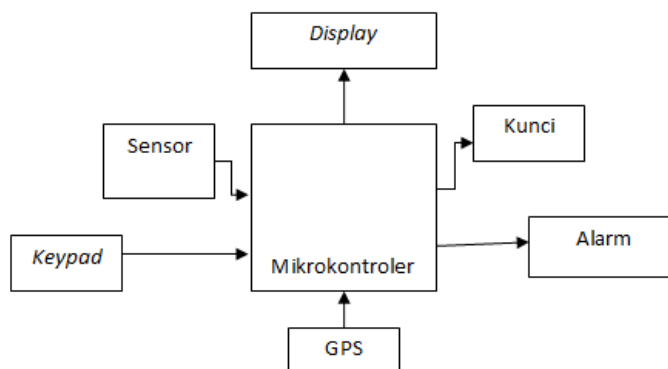 Display
Kunci
Sensor
Alarm
Keypad
Mikrokontroler
GPS